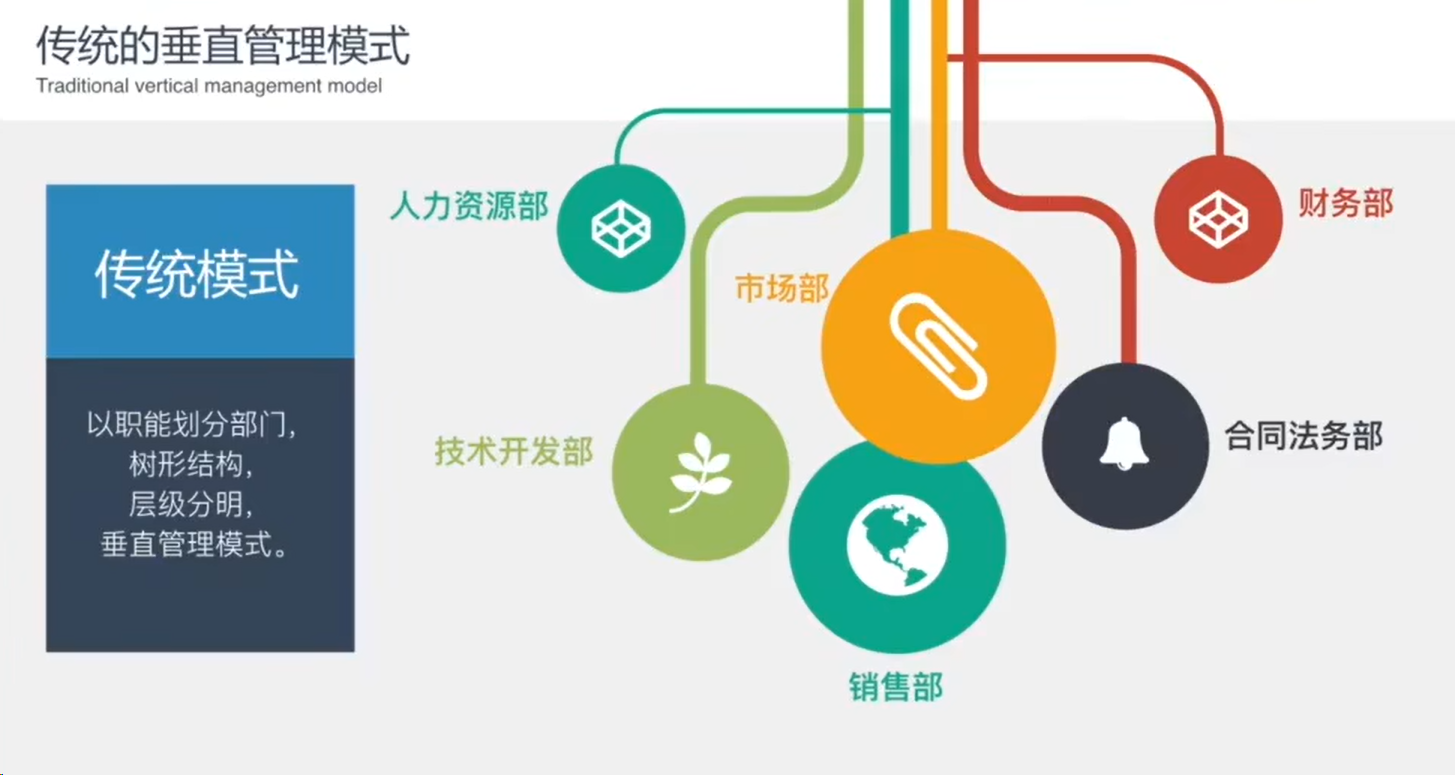 传统的垂直管理模式
Traditional vertical management model
传统模式
以职能划分部门，
树形结构，
层级分明，
垂直管理模式。
人力资源部
财务部
市场部
技术开发部
合同法务部
销售部